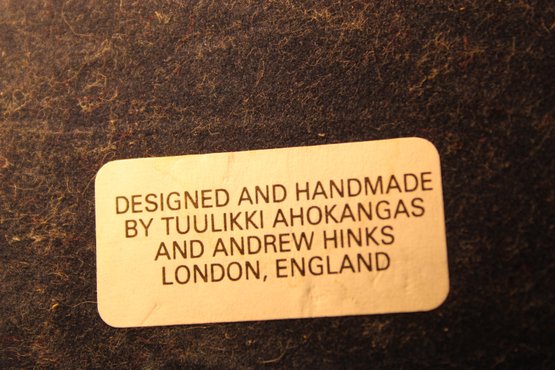 DESIGNED AND HANDMADE
BY TUULIKKI AHOKANGAS
AND ANDREW HINKS
LONDON, ENGLAND